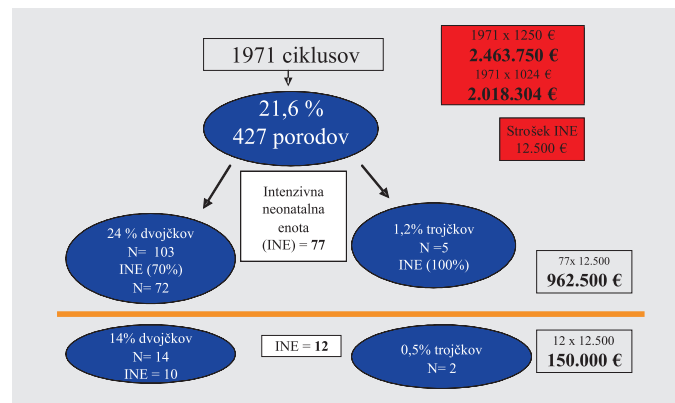 1971 ciklusov
1971 x 1250 €
2.463.750 €
1971 x 1024 €
2.018.304 €
21,6 %
427 porodov
Strošek INE
12.500 €
Intenzivna
neonatalna
enota
(INE) = 77
24 % dvojčkov
N= 103
INE (70%)
N= 72
1,2% trojčkov
N =5
INE (100%)
77x 12.500
962.500 €
14% dvojčkov
N= 14
INE = 10
INE = 12
0,5% trojčkov
N= 2
12 x 12.500
150.000 €